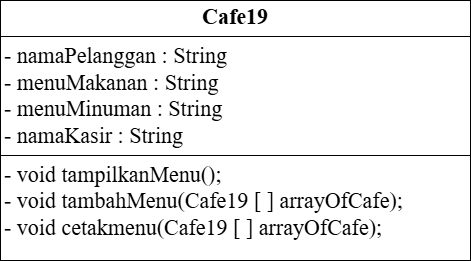 Cafe19
- namaPelanggan : String
- menuMakanan : String
- menuMinuman : String
- namaKasir : String
- void tampilkanMenu();
- void tambahMenu(Cafe19 [ ] arrayOfCafe);
- void cetakmenu(Cafe19 [ ] arrayOfCafe);